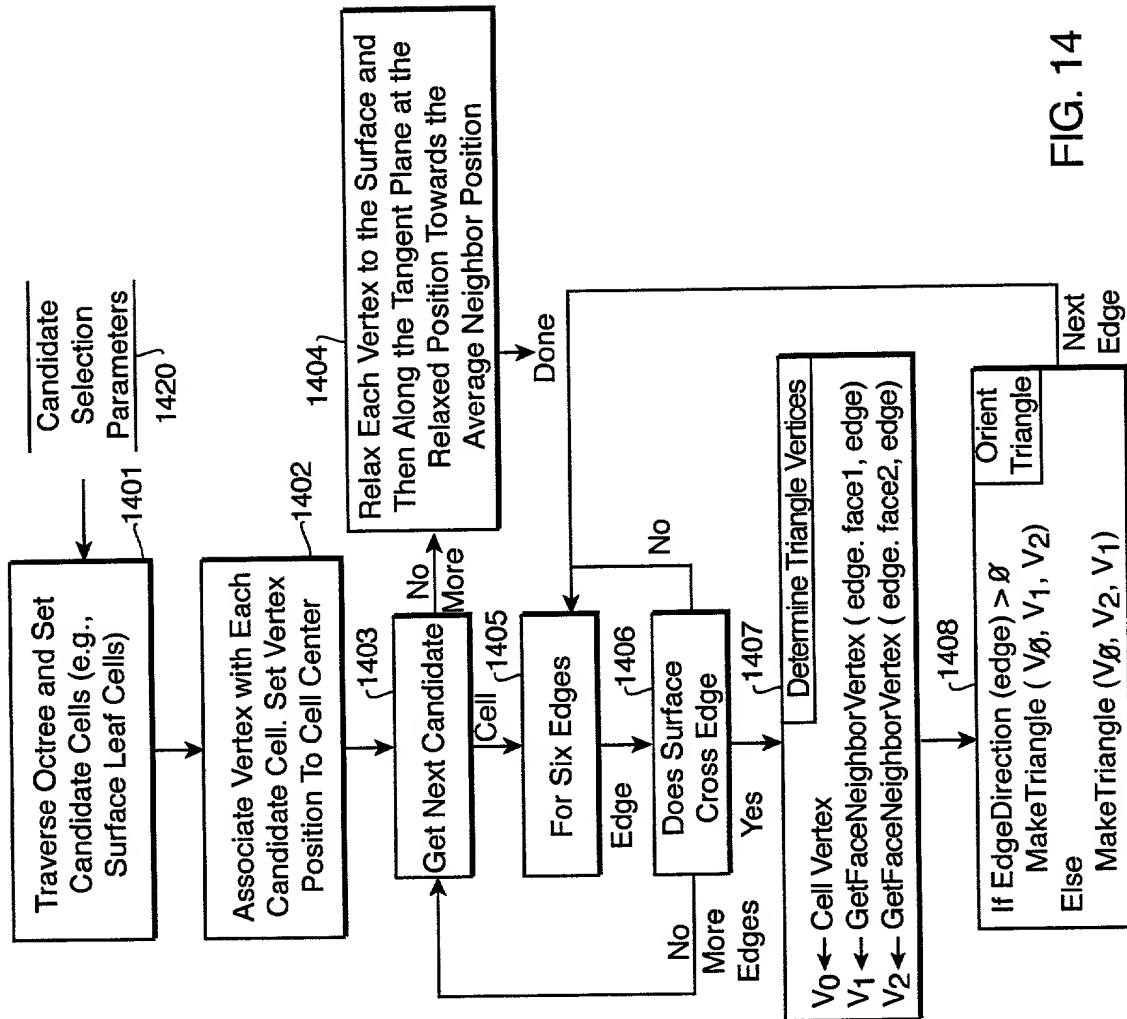 Candidate
Selection
Parameters
1420
1401
Traverse Octree and Set
Candidate Cells (e.g.,
Surface Leaf Cells)
1402
Associate Vertex with Each
Candidate Cell. Set Vertex
Position To Cell Center
1403
Get Next Candidate
No
More
1404
Relax Each Vertex to the Surface and
Then Along the Tangent Plane at the
Relaxed Position Towards the
Average Neighbor Position
Done
Cell
1405
For Six Edges
Edge
1406
Does Surface
Cross Edge
No
No
More
Edges
Yes
1407
Determine Triangle Vertices
V0 ← Cell Vertex
V1 ← GetFaceNeighborVertex ( edge. face1, edge)
V2 ← GetFaceNeighborVertex ( edge. face2, edge)
1408
Orient
Triangle
If EdgeDirection (edge) > Ø
MakeTriangle ( VØ, V1, V2)
Else
MakeTriangle (VØ, V2, V1)
Next
Edge
FIG. 14